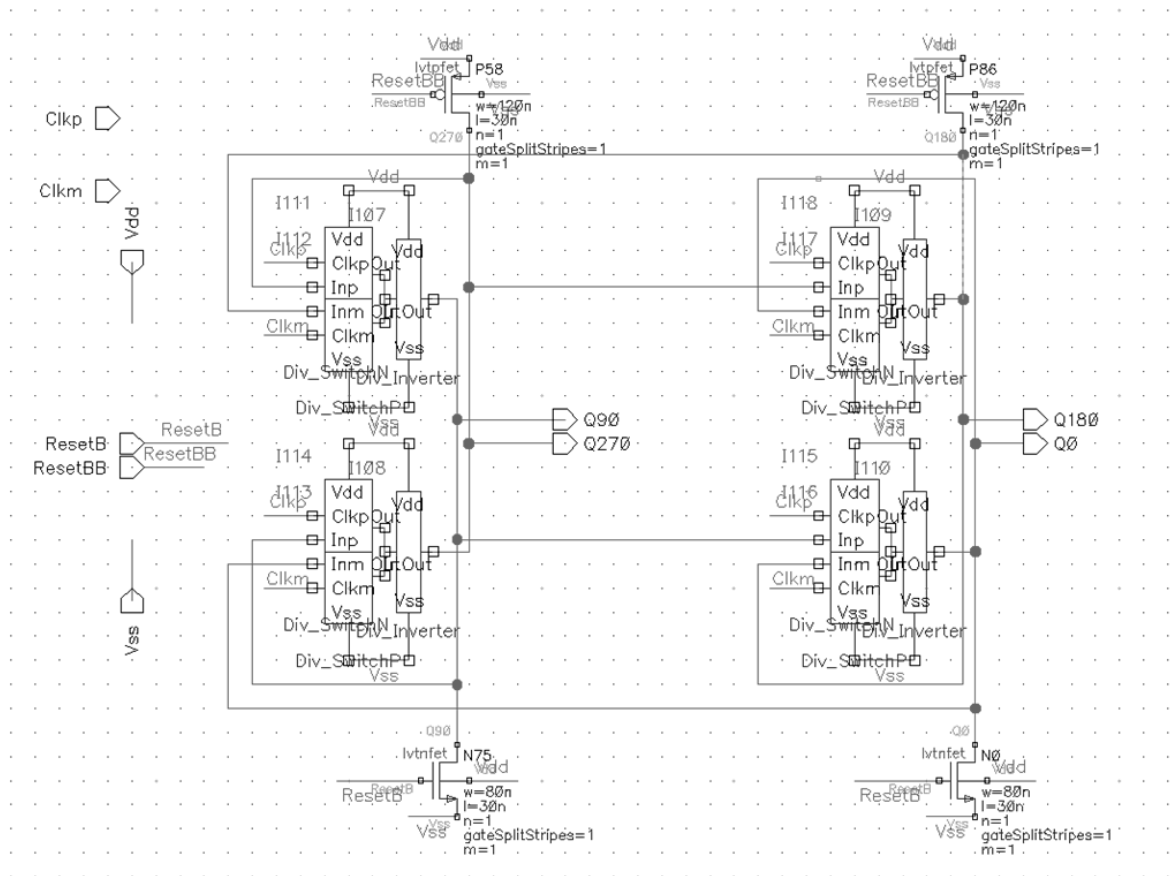 Vdd
lvtpfet
P58
ResetBB
Vss
ResetBB
w=120n
l=30n
n=1
Q270
gateSplitStripes=1
m=1
Vdd
lvtpfet
P86
ResetBB
Vss
ResetBB
w=120n
l=30n
n=1
Q180
gateSplitStripes=1
m=1
Clkp
Clkm
Vdd
Vdd
I111
I107
I112
Vdd
Clkp
Clkp
Out
Vdd
Inp
Inm
Out
Out
Clkm
Clkm
Vss
Vss
Div_SwitchN
Div_Inverter
Div_SwitchP
Vss
Vdd
I118
I109
I117
Vdd
Clkp
Clkp
Out
Vdd
Inp
Inm
Out
Out
Clkm
Clkm
Vss
Vss
Div_SwitchN
Div_Inverter
Div_SwitchP
Vss
Q90
Q270
Q180
Q0
ResetB
ResetB
ResetBB
ResetBB
Vdd
I114
I108
I113
Vdd
Clkp
Clkp
Out
Vdd
Inp
Inm
Out
Out
Clkm
Clkm
Vss
Vss
Div_SwitchN
Div_Inverter
Div_SwitchP
Vss
Vdd
I115
I110
I116
Vdd
Clkp
Clkp
Out
Vdd
Inp
Inm
Out
Out
Clkm
Clkm
Vss
Vss
Div_SwitchN
Div_Inverter
Div_SwitchP
Vss
Vss
Q90
lvtnfet
N75
Vdd
ResetB
ResetB
w=80n
l=30n
n=1
Vss
Vss
gateSplitStripes=1
m=1
Q0
lvtnfet
N0
Vdd
ResetB
ResetB
w=80n
l=30n
n=1
Vss
Vss
gateSplitStripes=1
m=1